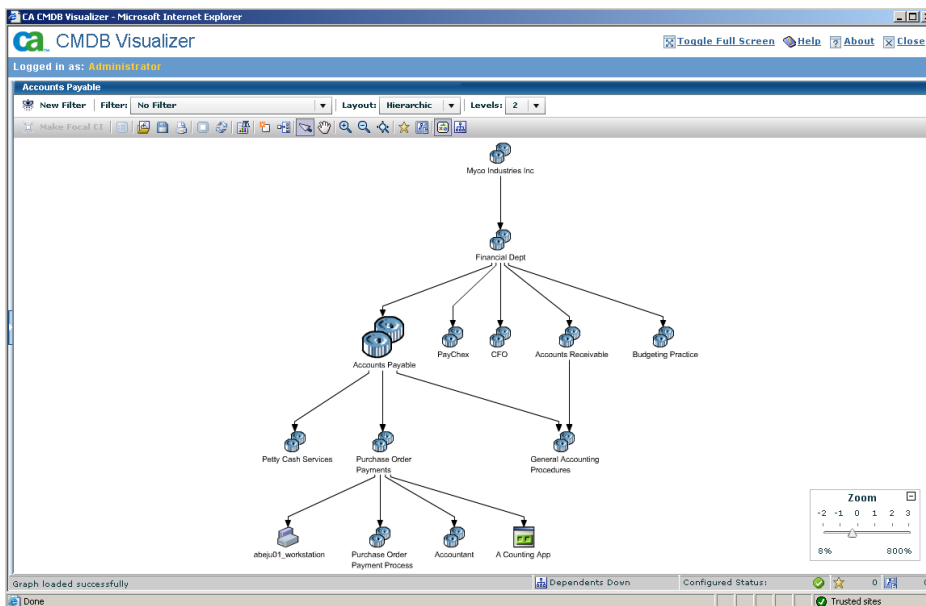 CA CMDB Visualizer - Microsoft Internet Explorer
ca CMDB Visualizer
Toggle Full Screen Help About Close
Logged in as: Administrator
Accounts Payable
New Filter Filter: No Filter Layout: Hierarchic Levels: 2
Make Focal CI
Myco Industries Inc
Financial Dept
Accounts Payable
PayChex
CFO
Accounts Receivable
Budgeting Practice
Petty Cash Services
Purchase Order
Payments
General Accounting
Procedures
abeju01_workstation
Purchase Order
Payment Process
Accountant
A Counting App
Zoom
-2 -1 0 1 2 3
8% 800%
Graph loaded successfully
Dependents Down
Configured Status:
0
Done
Trusted sites